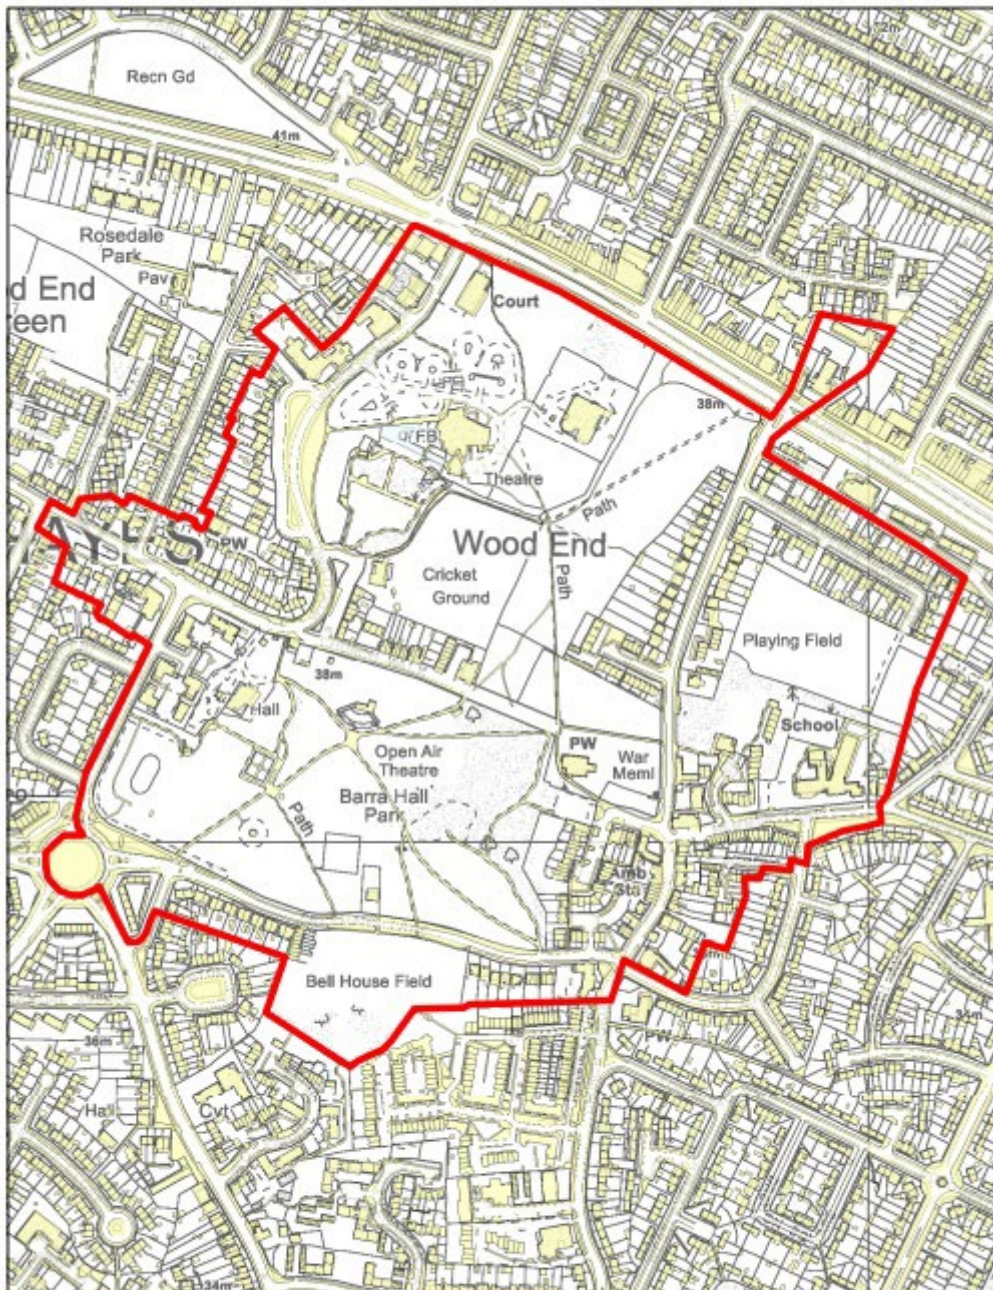 Recn Gd
41m
Rosedale
Park
Pav
d End
reen
Court
38m
FB
Theatre
Path
PW
Wood End
Path
Cricket
Ground
Playing Field
38m
Hall
School
Open Air
Theatre
PW
War
Meml
Barra Hall
Park
Path
Amb
Sta
Bell House Field
36m
PW
Hall
Cvt
34m